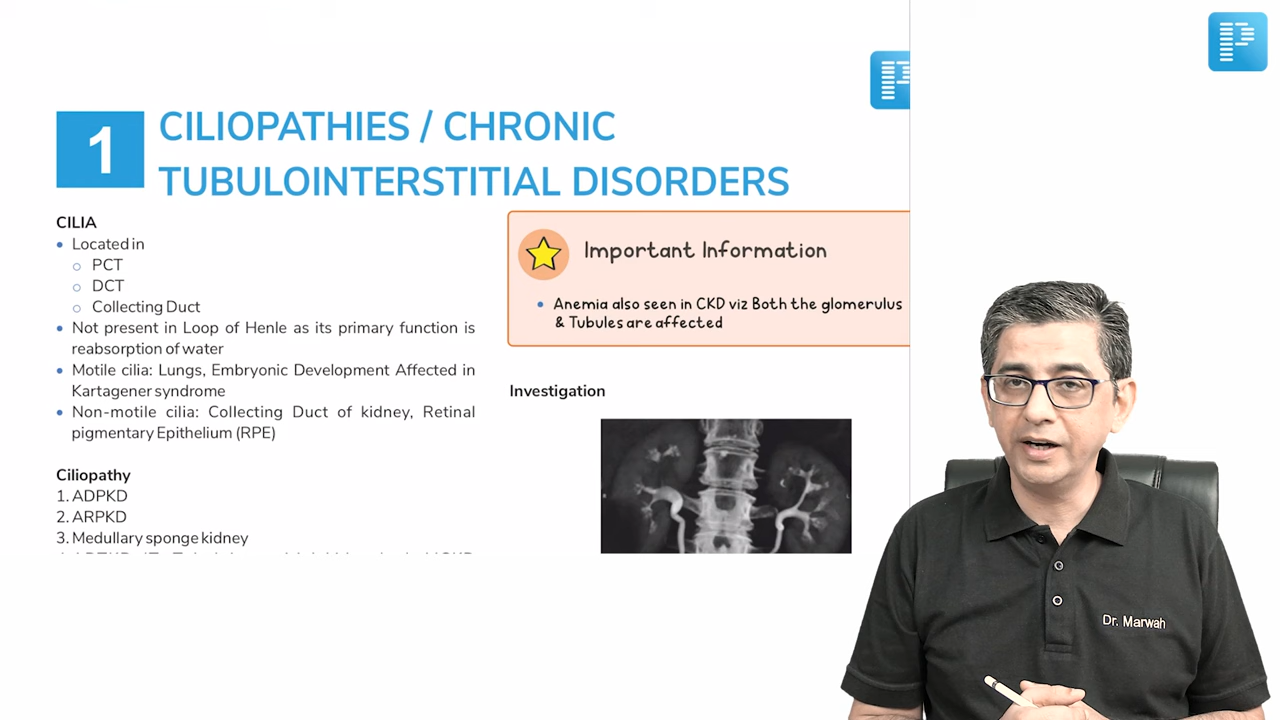 1
CILIOPATHIES / CHRONIC
TUBULOINTERSTITIAL DISORDERS
CILIA
• Located in
○ PCT
○ DCT
○ Collecting Duct
• Not present in Loop of Henle as its primary function is
reabsorption of water
• Motile cilia: Lungs, Embryonic Development Affected in
Kartagener syndrome
• Non-motile cilia: Collecting Duct of kidney, Retinal
pigmentary Epithelium (RPE)
Ciliopathy
1. ADPKD
2. ARPKD
3. Medullary sponge kidney
Important Information
• Anemia also seen in CKD viz Both the glomerulus
& Tubules are affected
Investigation
P
P
Dr. Marwah